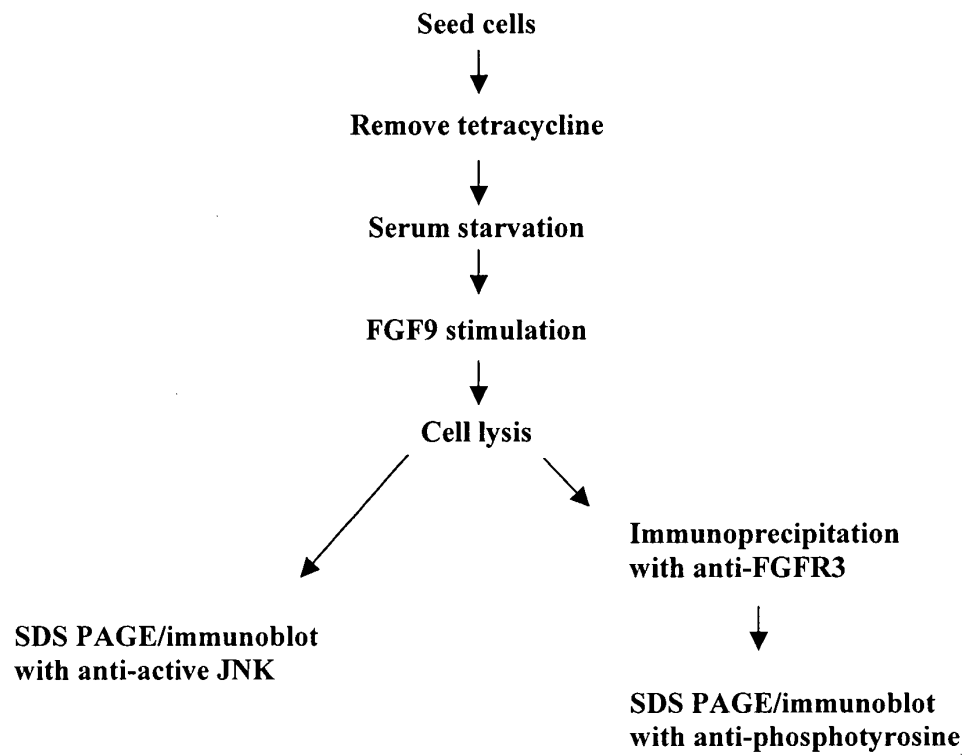 Seed cells
Remove tetracycline
Serum starvation
FGF9 stimulation
Cell lysis
Immunoprecipitation
with anti-FGFR3
SDS PAGE/immunoblot
with anti-active JNK
SDS PAGE/immunoblot
with anti-phosphotyrosine